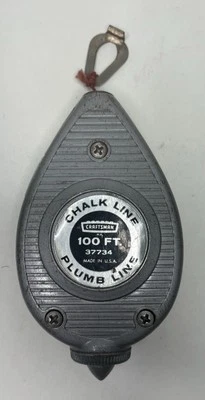 CHALK LINE
CRAFTSMAN
100 FT.
37734
MADE IN U.S.A.
PLUMB LINE